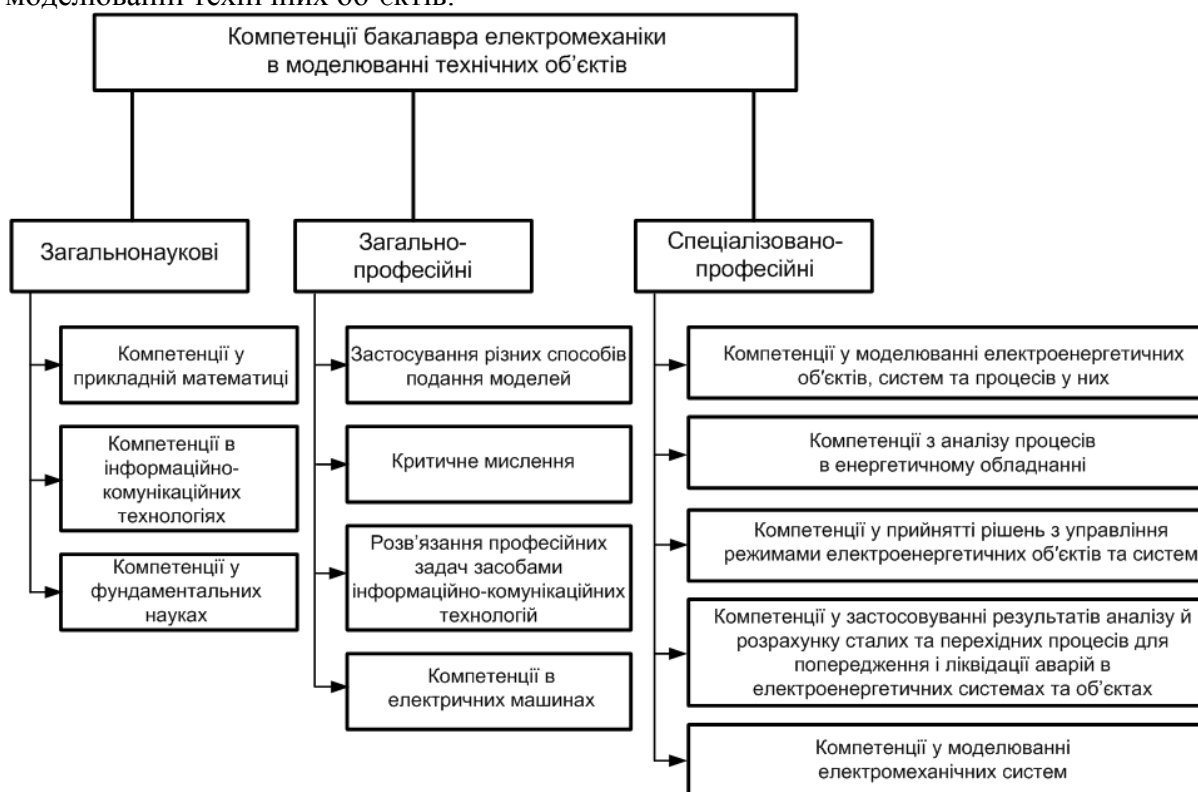 моделюванні технічних об'єктів.
Компетенції бакалавра електромеханіки
в моделюванні технічних об’єктів
Загальнонаукові
Компетенції у
прикладній математиці
Компетенції в
інформаційно-
комунікаційних
технологіях
Компетенції у
фундаментальних
науках
Загально-
професійні
Застосування різних способів
подання моделей
Критичне мислення
Розв’язання професійних
задач засобами
інформаційно-комунікаційних
технологій
Компетенції в
електричних машинах
Спеціалізовано-
професійні
Компетенції у моделюванні електроенергетичних
об'єктів, систем та процесів у них
Компетенції з аналізу процесів
в енергетичному обладнанні
Компетенції у прийнятті рішень з управління
режимами електроенергетичних об'єктів та систем
Компетенції у застосовуванні результатів аналізу й
розрахунку сталих та перехідних процесів для
попередження і ліквідації аварій в
електроенергетичних системах та об’єктах
Компетенції у моделюванні
електромеханічних систем